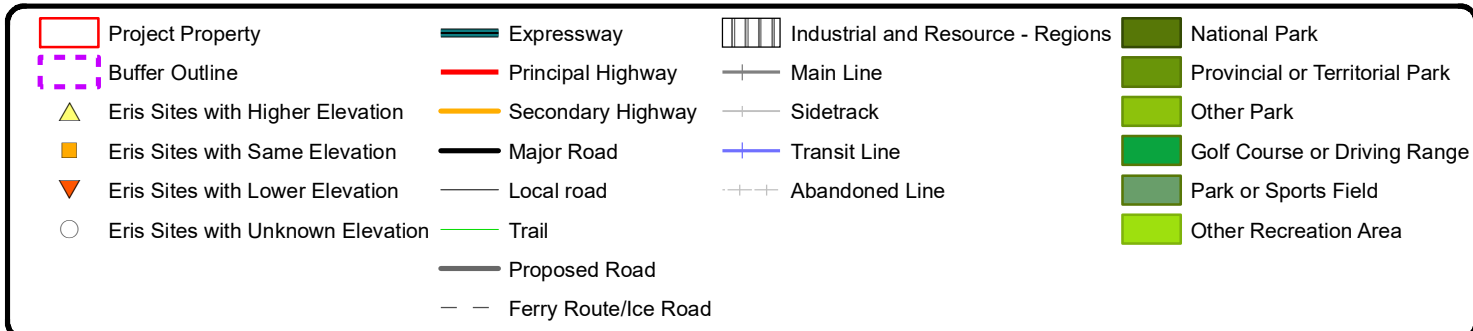 Project Property
Buffer Outline
Eris Sites with Higher Elevation
Eris Sites with Same Elevation
Eris Sites with Lower Elevation
Eris Sites with Unknown Elevation
Expressway
Principal Highway
Secondary Highway
Major Road
Local road
Trail
Proposed Road
Ferry Route/Ice Road
Industrial and Resource - Regions
Main Line
Sidetrack
Transit Line
Abandoned Line
National Park
Provincial or Territorial Park
Other Park
Golf Course or Driving Range
Park or Sports Field
Other Recreation Area